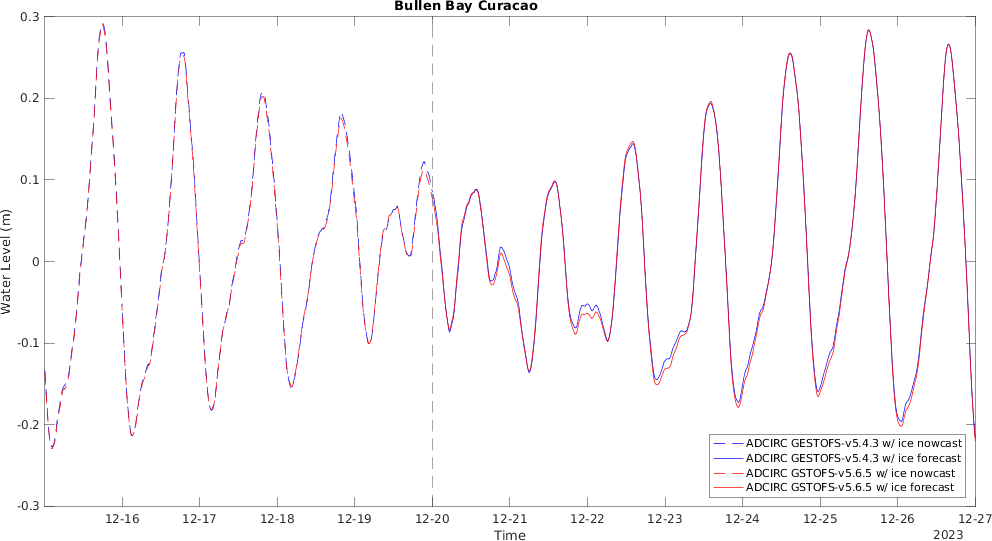 Bullen Bay Curacao
0.3
0.2
0.1
0
-0.1
-0.2
-0.3
Water Level (m)
ADCIRC GESTOFS-v5.4.3 w/ ice nowcast
ADCIRC GESTOFS-v5.4.3 w/ ice forecast
ADCIRC GSTOFS-v5.6.5 w/ ice nowcast
ADCIRC GSTOFS-v5.6.5 w/ ice forecast
12-16 12-17 12-18 12-19 12-20 12-21 12-22 12-23 12-24 12-25 12-26 12-27
Time
2023